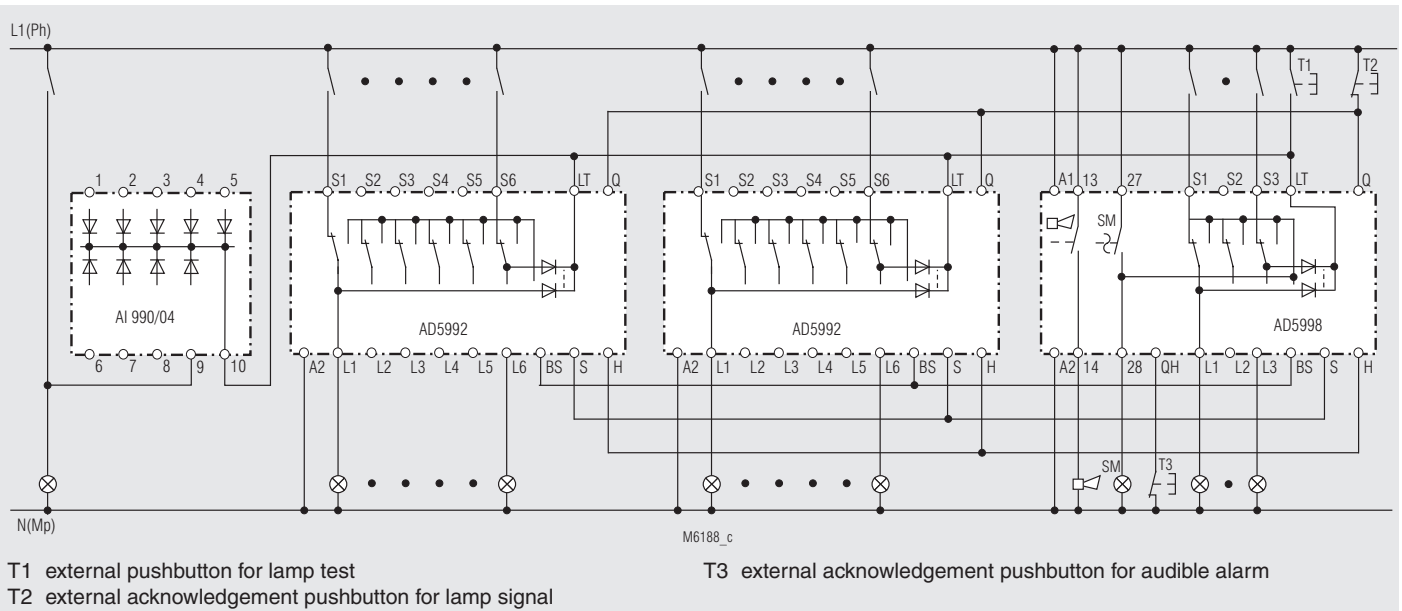 L1(Ph)
T1 T2
1 2 3 4 5 S1 S2 S3 S4 S5 S6 LT Q S1 S2 S3 S4 S5 S6 LT Q A1 13 27 S1 S2 S3 LT Q
SM
AI 990/04 AD5992 AD5992 AD5998
6 7 8 9 10 A2 L1 L2 L3 L4 L5 L6 BS S H A2 L1 L2 L3 L4 L5 L6 BS S H A2 14 28 QH L1 L2 L3 BS S H
SM T3
N(Mp)
M6188_c
T1 external pushbutton for lamp test T3 external acknowledgement pushbutton for audible alarm
T2 external acknowledgement pushbutton for lamp signal